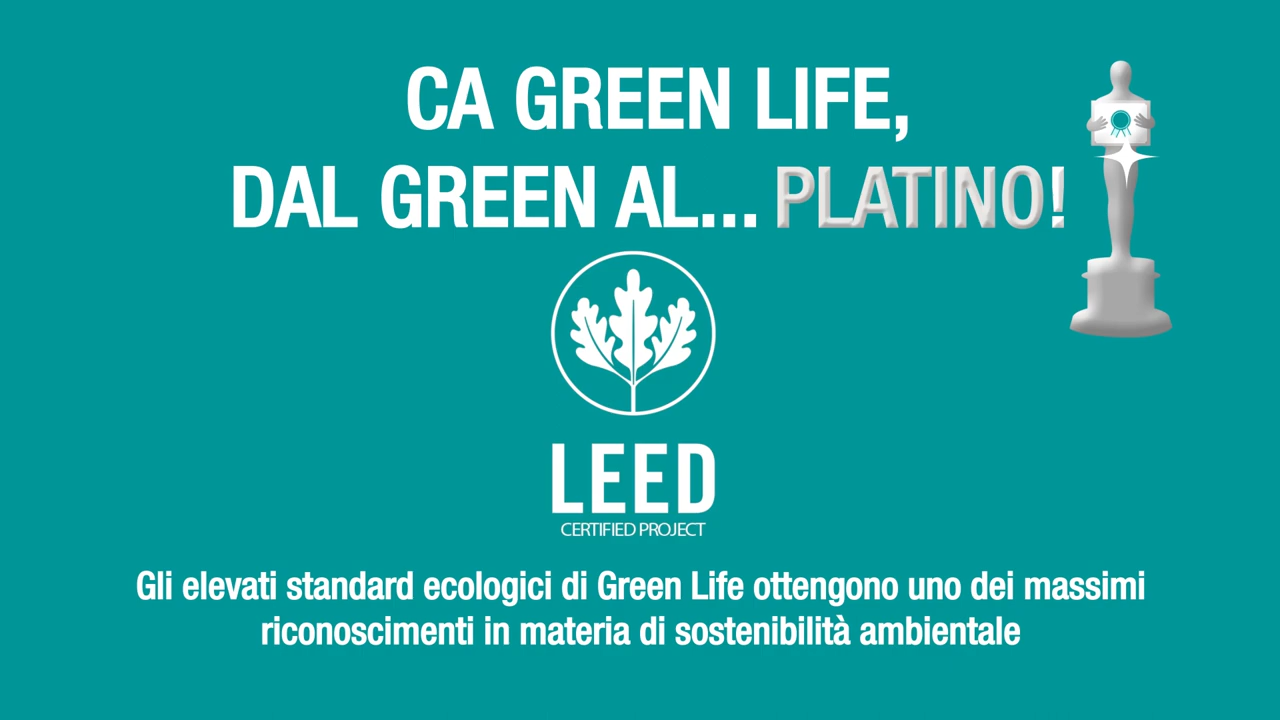 CA GREEN LIFE,
DAL GREEN AL... PLATINO!
LEED
CERTIFIED PROJECT
Gli elevati standard ecologici di Green Life ottengono uno dei massimi
riconoscimenti in materia di sostenibilità ambientale